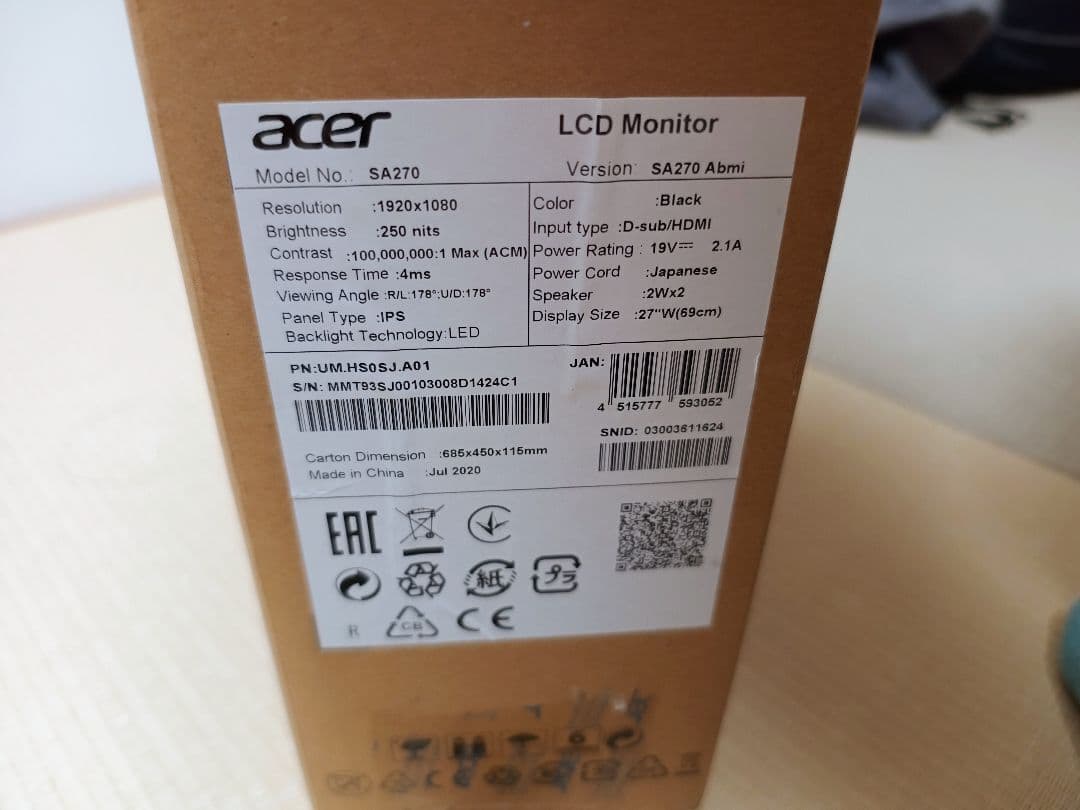 acer
LCD Monitor
Model No.: SA270
Version: SA270 Abmi
Resolution :1920x1080
Brightness :250 nits
Contrast :100,000,000:1 Max (ACM)
Response Time :4ms
Viewing Angle :R/L:178°;U/D:178°
Panel Type :IPS
Backlight Technology:LED
Color :Black
Input type :D-sub/HDMI
Power Rating : 19V⎓ 2.1A
Power Cord :Japanese
Speaker :2Wx2
Display Size :27"W(69cm)
PN:UM.HS0SJ.A01
S/N: MMT93SJ00103008D1424C1
JAN:
4 515777 593052
SNID: 03003611624
Carton Dimension :685x450x115mm
Made in China :Jul 2020
EAC
紙
プラ
R
CB
CE